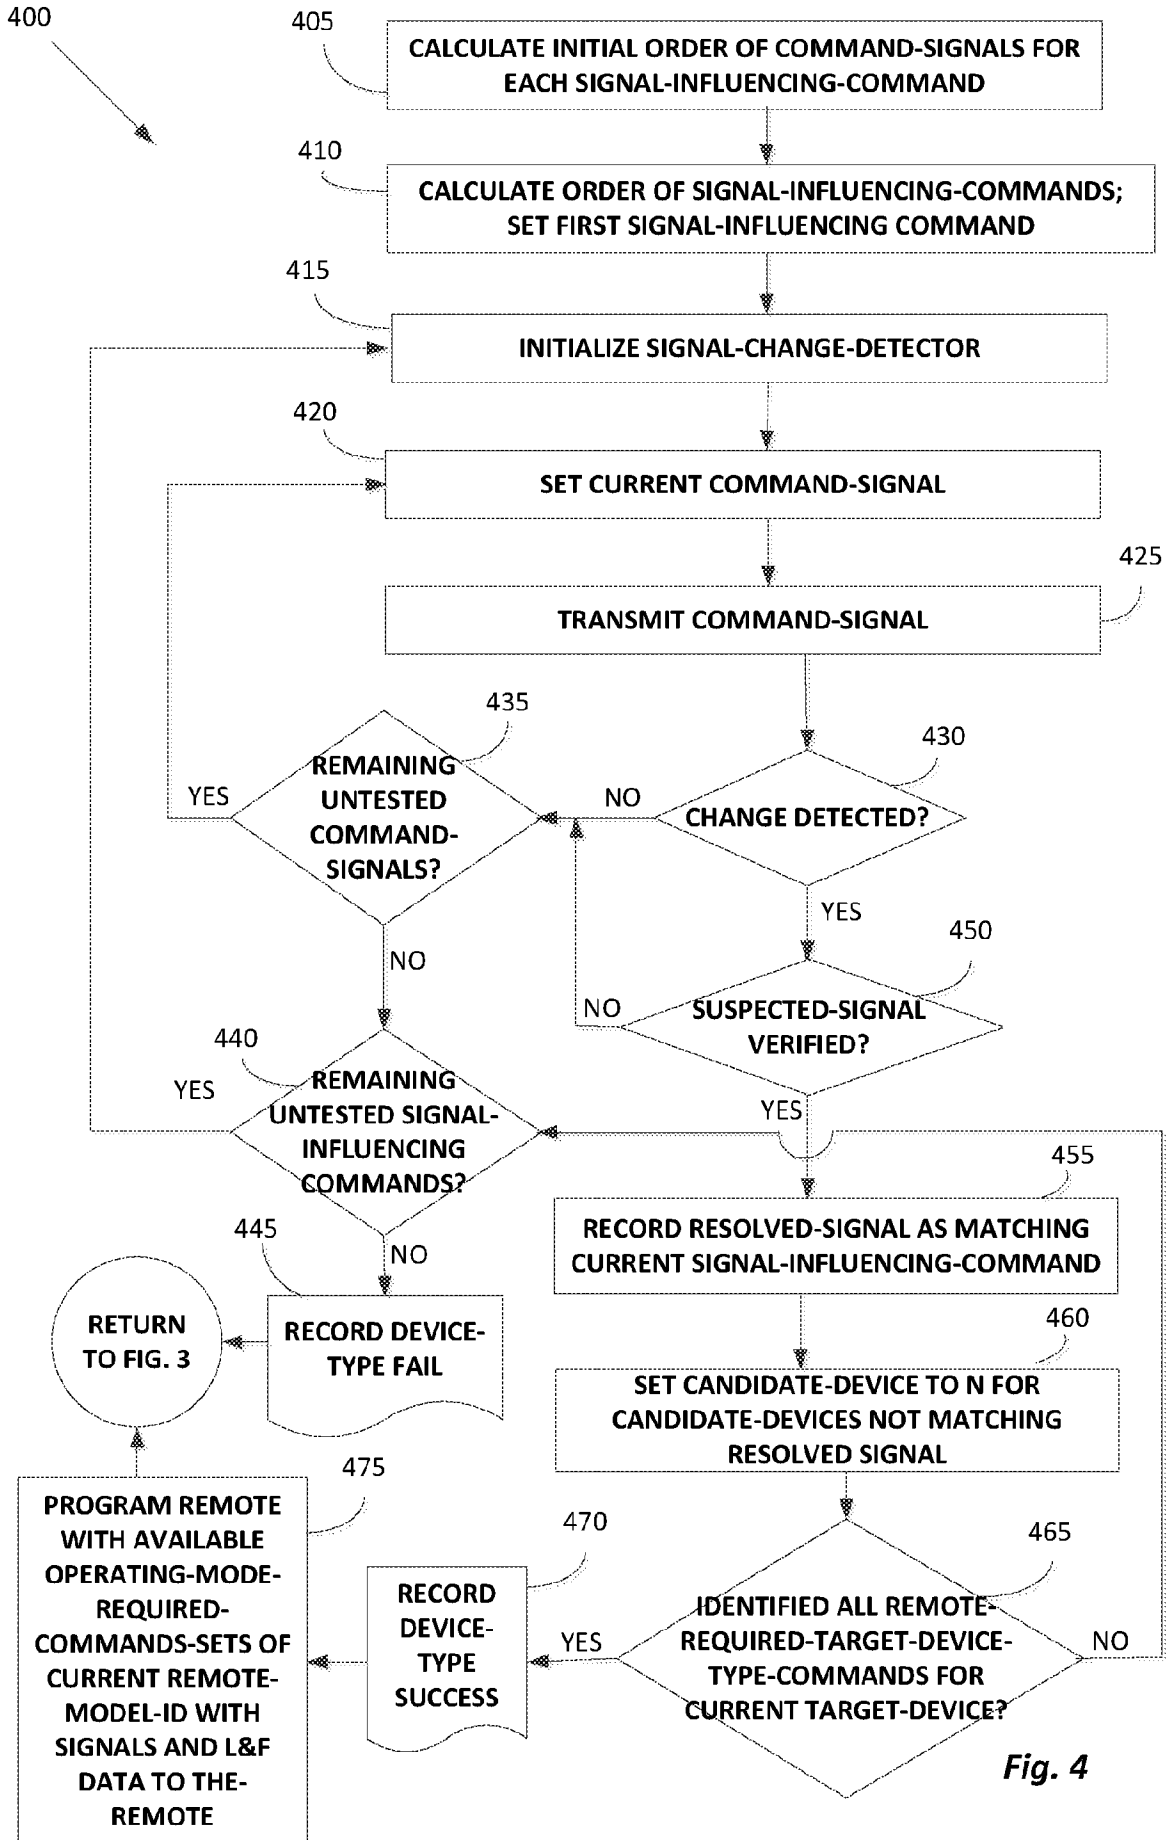 400
405
CALCULATE INITIAL ORDER OF COMMAND-SIGNALS FOR
EACH SIGNAL-INFLUENCING-COMMAND
410
CALCULATE ORDER OF SIGNAL-INFLUENCING-COMMANDS;
SET FIRST SIGNAL-INFLUENCING COMMAND
415
INITIALIZE SIGNAL-CHANGE-DETECTOR
420
SET CURRENT COMMAND-SIGNAL
425
TRANSMIT COMMAND-SIGNAL
435
REMAINING
UNTESTED
COMMAND-
SIGNALS?
YES
NO
430
CHANGE DETECTED?
NO
YES
450
SUSPECTED-SIGNAL
VERIFIED?
NO
YES
440
REMAINING
UNTESTED SIGNAL-
INFLUENCING
COMMANDS?
YES
NO
455
RECORD RESOLVED-SIGNAL AS MATCHING
CURRENT SIGNAL-INFLUENCING-COMMAND
445
RECORD DEVICE-
TYPE FAIL
RETURN
TO FIG. 3
460
SET CANDIDATE-DEVICE TO N FOR
CANDIDATE-DEVICES NOT MATCHING
RESOLVED SIGNAL
465
IDENTIFIED ALL REMOTE-
REQUIRED-TARGET-DEVICE-
TYPE-COMMANDS FOR
CURRENT TARGET-DEVICE?
YES
NO
470
RECORD
DEVICE-
TYPE
SUCCESS
475
PROGRAM REMOTE
WITH AVAILABLE
OPERATING-MODE-
REQUIRED-
COMMANDS-SETS OF
CURRENT REMOTE-
MODEL-ID WITH
SIGNALS AND L&F
DATA TO THE-
REMOTE
Fig. 4